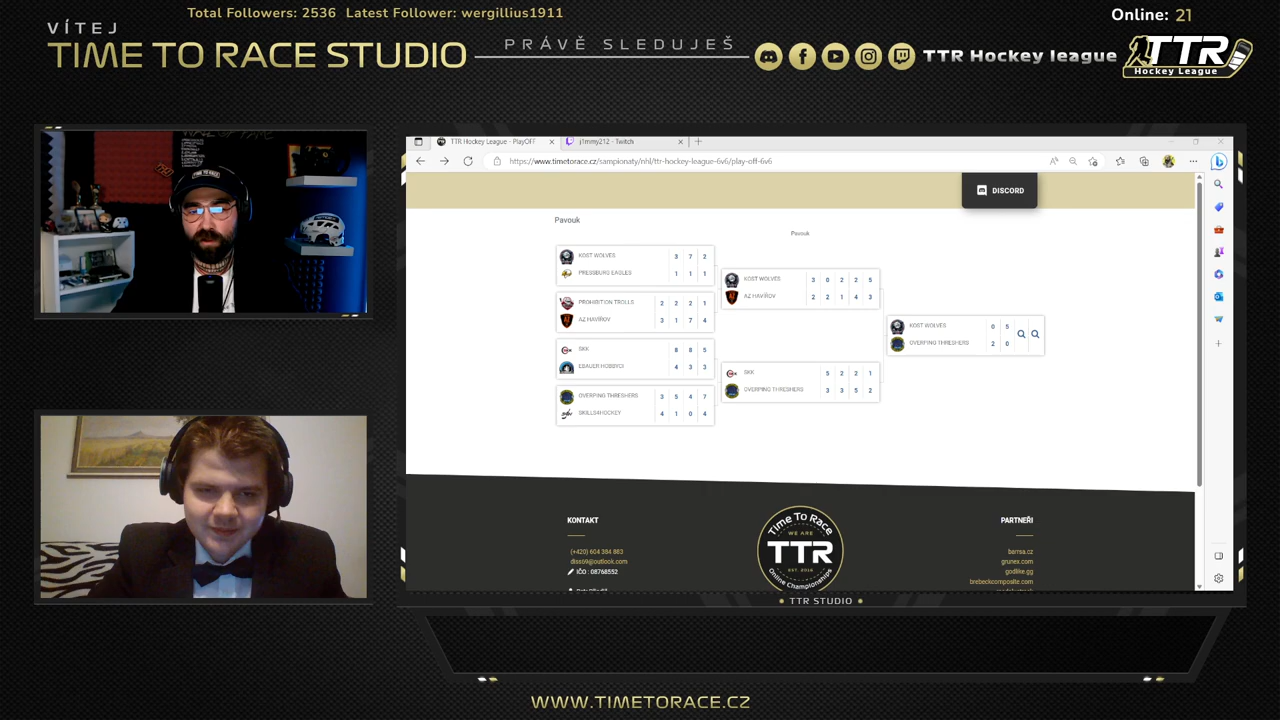 Total Followers: 2536 Latest Follower: wergillius1911
Online: 21
VÍTEJ
TIME TO RACE STUDIO
PRÁVĚ SLEDUJEŠ
TTR Hockey league
TTR
Hockey League
TTR Hockey League - PlayOFF
j1mmy212 - Twitch
https://www.timetorace.cz/sampionaty/nhl/ttr-hockey-league-6v6/play-off-6v6
DISCORD
Pavouk
Pavouk
KOST WOLVES 3 7 2
PRESSBURG EAGLES 1 1 1
PROHIBITION TROLLS 2 2 2 1
AZ HAVÍŘOV 3 1 7 4
SKK 8 8 5
EBAUER HOBBYCI 4 3 3
OVERPING THRESHERS 3 5 4 7
SKILLS4HOCKEY 4 1 0 4
KOST WOLVES 3 0 2 2 5
AZ HAVÍŘOV 2 2 1 4 3
SKK 5 2 2 1
OVERPING THRESHERS 3 3 5 2
KOST WOLVES 0 5
OVERPING THRESHERS 2 0
KONTAKT
(+420) 604 384 883
diss69@outlook.com
IČO : 08768552
Time To Race
WE ARE
TTR
Online Championships
PARTNEŘI
barrsa.cz
grunex.com
godlike.gg
brebeckcomposite.com
TTR STUDIO
WWW.TIMETORACE.CZ